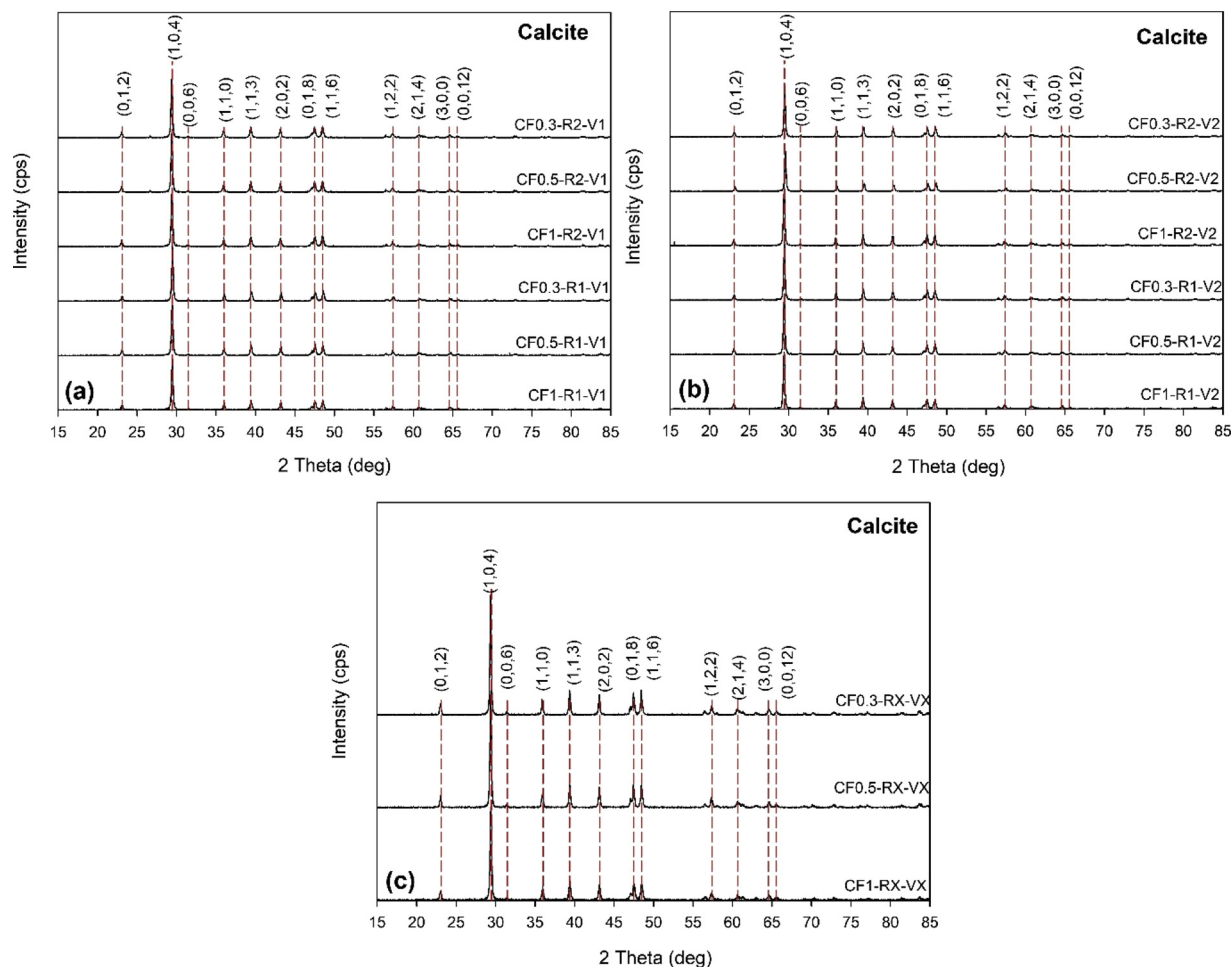 Calcite
(0,1,2)
(1,0,4)
(0,0,6)
(1,1,0)
(1,1,3)
(2,0,2)
(0,1,8)
(1,1,6)
(1,2,2)
(2,1,4)
(3,0,0)
(0,0,12)
Intensity (cps)
CF0.3-R2-V1
CF0.5-R2-V1
CF1-R2-V1
CF0.3-R1-V1
CF0.5-R1-V1
CF1-R1-V1
(a)
15 20 25 30 35 40 45 50 55 60 65 70 75 80 85
2 Theta (deg)
Calcite
(0,1,2)
(1,0,4)
(0,0,6)
(1,1,0)
(1,1,3)
(2,0,2)
(0,1,8)
(1,1,6)
(1,2,2)
(2,1,4)
(3,0,0)
(0,0,12)
Intensity (cps)
CF0.3-R2-V2
CF0.5-R2-V2
CF1-R2-V2
CF0.3-R1-V2
CF0.5-R1-V2
CF1-R1-V2
(b)
15 20 25 30 35 40 45 50 55 60 65 70 75 80 85
2 Theta (deg)
Calcite
(0,1,2)
(1,0,4)
(0,0,6)
(1,1,0)
(1,1,3)
(2,0,2)
(0,1,8)
(1,1,6)
(1,2,2)
(2,1,4)
(3,0,0)
(0,0,12)
Intensity (cps)
CF0.3-RX-VX
CF0.5-RX-VX
CF1-RX-VX
(c)
15 20 25 30 35 40 45 50 55 60 65 70 75 80 85
2 Theta (deg)